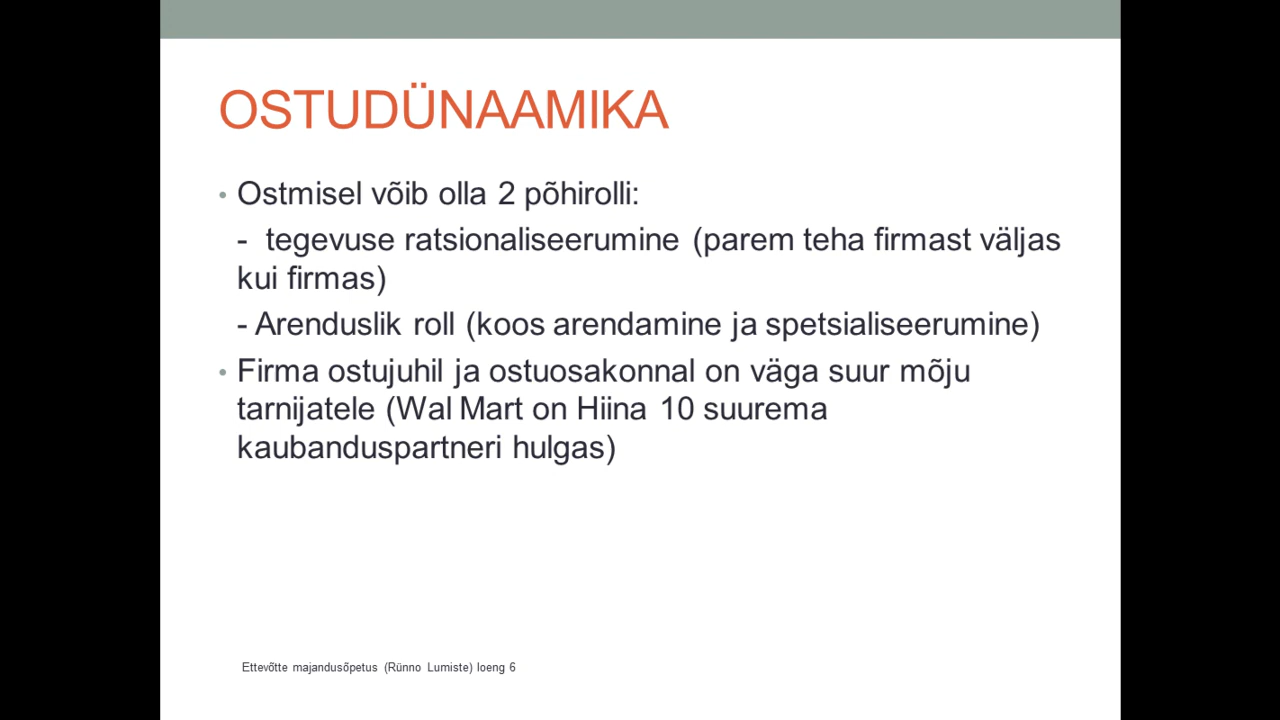 OSTUDÜNAAMIKA
• Ostmisel võib olla 2 põhirolli:
- tegevuse ratsionaliseerumine (parem teha firmast väljas
kui firmas)
- Arenduslik roll (koos arendamine ja spetsialiseerumine)
• Firma ostujuhil ja ostuosakonnal on väga suur mõju
tarnijatele (Wal Mart on Hiina 10 suurema
kaubanduspartneri hulgas)
Ettevõtte majandusõpetus (Rünno Lumiste) loeng 6